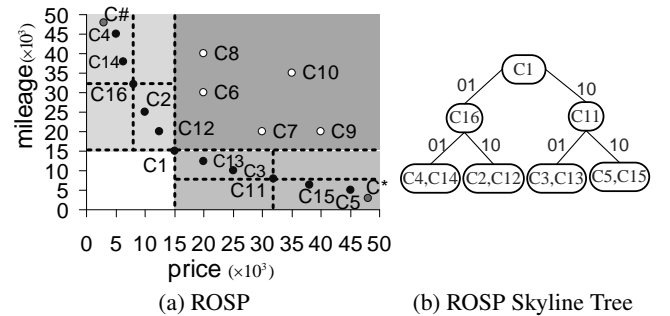 50
45
40
35
30
25
20
15
10
5
0
mileage(×10³)
C#
C4
C14
C16
C2
C12
C1
C8
C6
C10
C7
C9
C13
C3
C11
C15
C5
C*
0 5 10 15 20 25 30 35 40 45 50
price (×10³)
(a) ROSP
C1
01 10
C16 C11
01 10 01 10
C4,C14 C2,C12 C3,C13 C5,C15
(b) ROSP Skyline Tree